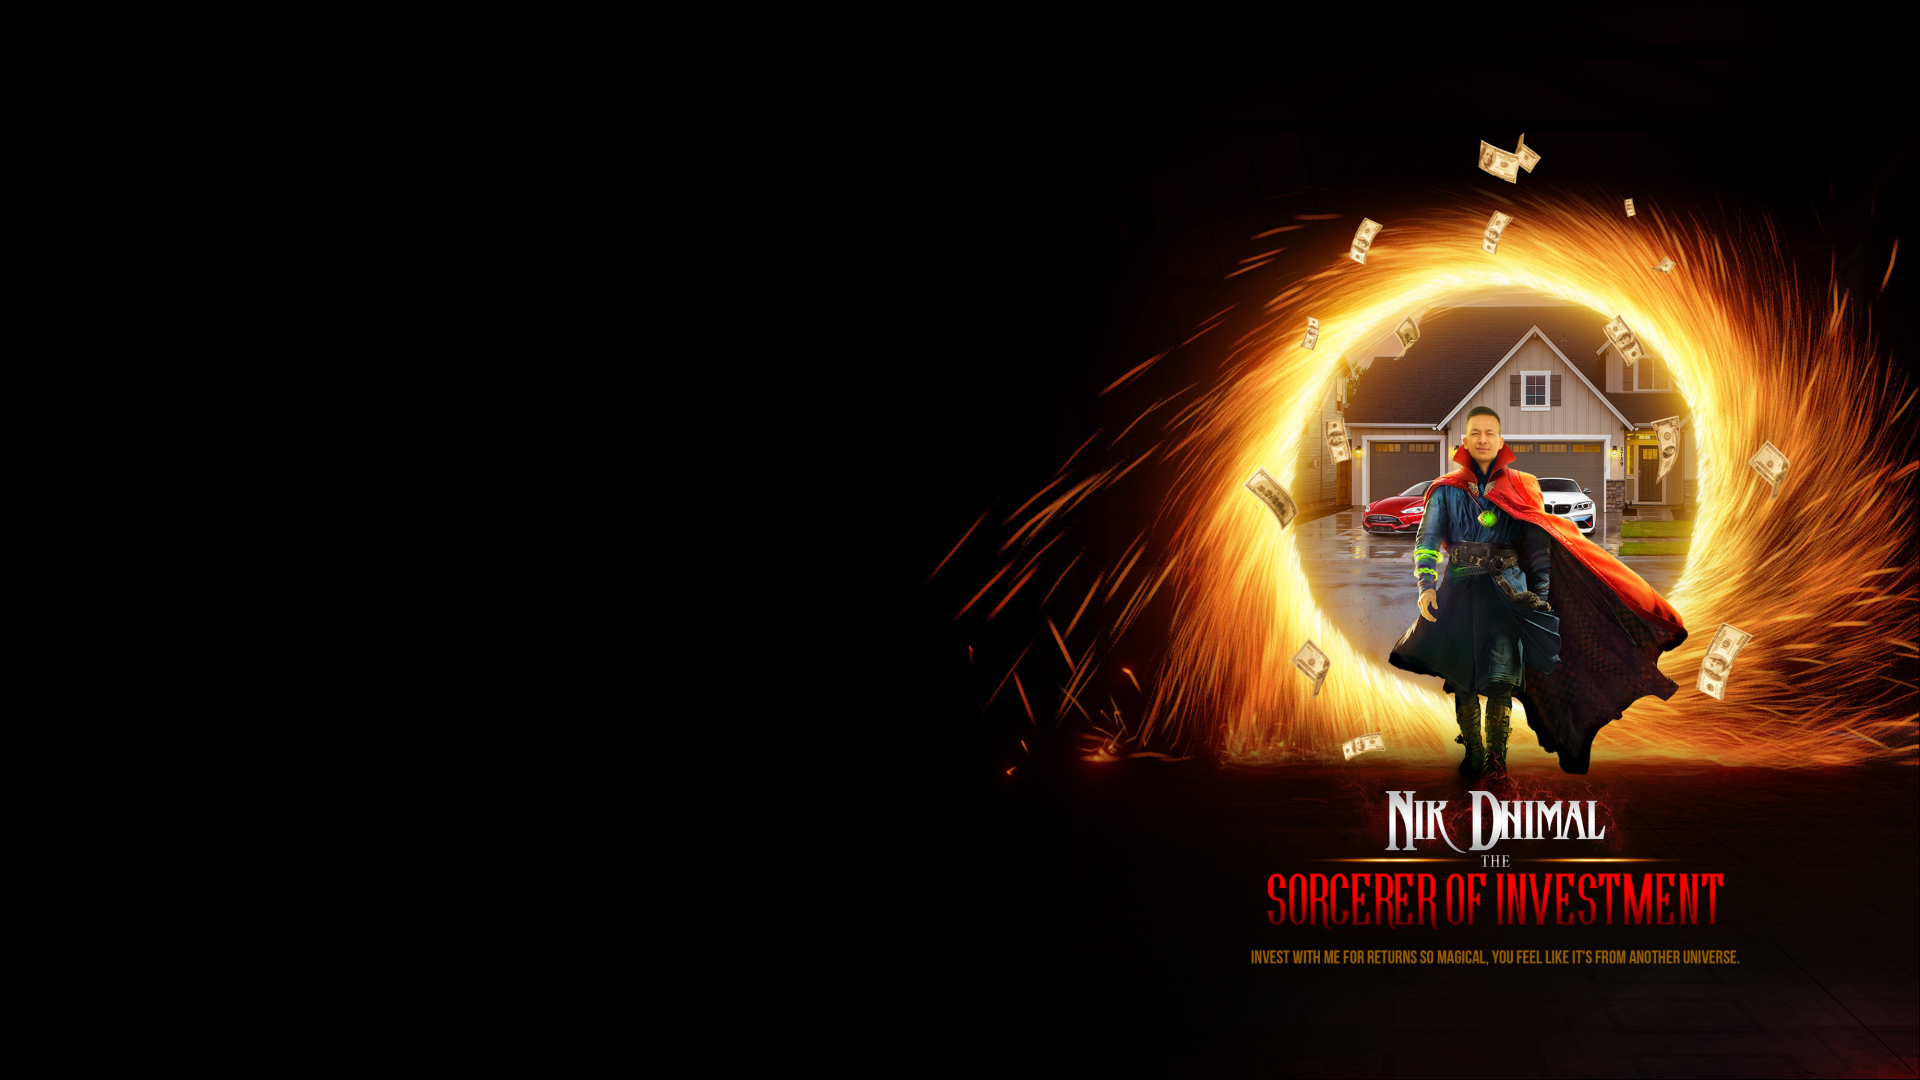 Nik Dhimal
THE
SORCERER OF INVESTMENT
INVEST WITH ME FOR RETURNS SO MAGICAL, YOU FEEL LIKE IT'S FROM ANOTHER UNIVERSE.